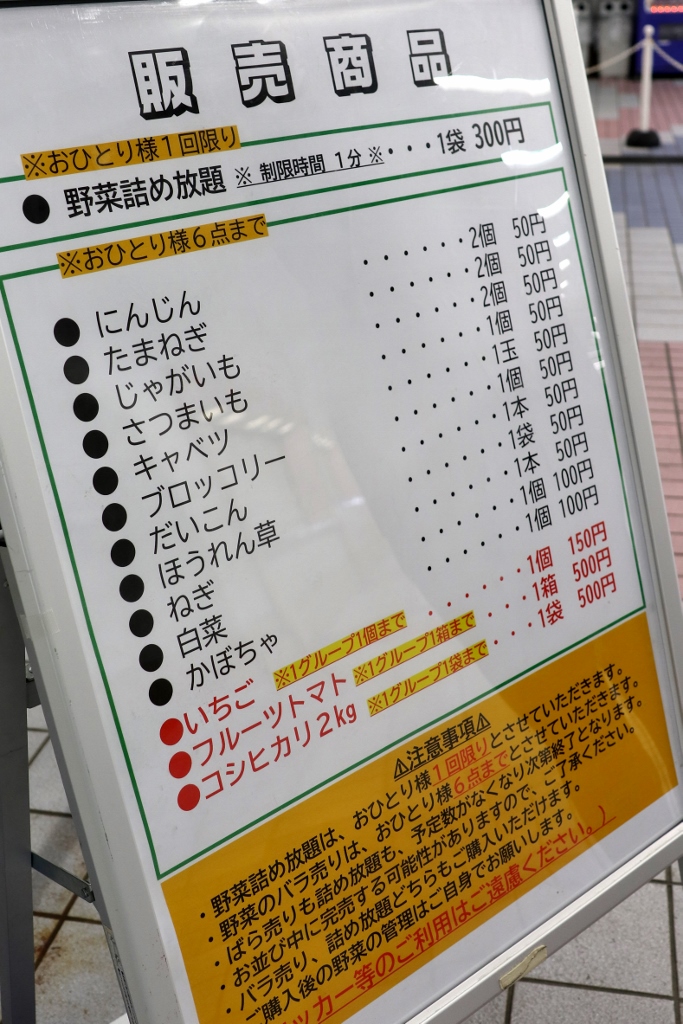 販売商品
※おひとり様1回限り
● 野菜詰め放題 ※ 制限時間 1分 ※・・・1袋 300円
※おひとり様6点まで
● にんじん ・・・・・・2個 50円
● たまねぎ ・・・・・・2個 50円
● じゃがいも ・・・・・・2個 50円
● さつまいも ・・・・・・1個 50円
● キャベツ ・・・・・・1玉 50円
● ブロッコリー ・・・・・・1個 50円
● だいこん ・・・・・・1本 50円
● ほうれん草 ・・・・・・1袋 50円
● ねぎ ・・・・・・1本 50円
● 白菜 ・・・・・・1個 100円
● かぼちゃ ・・・・・・1個 100円
●いちご ※1グループ1個まで ・・・・・・1個 150円
●フルーツトマト ※1グループ1箱まで ・・・1箱 500円
●コシヒカリ2kg ※1グループ1袋まで ・・・1袋 500円
⚠注意事項⚠
・野菜詰め放題は、おひとり様1回限りとさせていただきます。
・野菜のバラ売りは、おひとり様6点までとさせていただきます。
・ばら売りも詰め放題も、予定数がなくなり次第終了となります。
お並び中に完売する可能性がありますので、ご了承ください。
・バラ売り、詰め放題どちらもご購入いただけます。
・ご購入後の野菜の管理はご自身でお願いします。
ッカー等のご利用はご遠慮ください。）